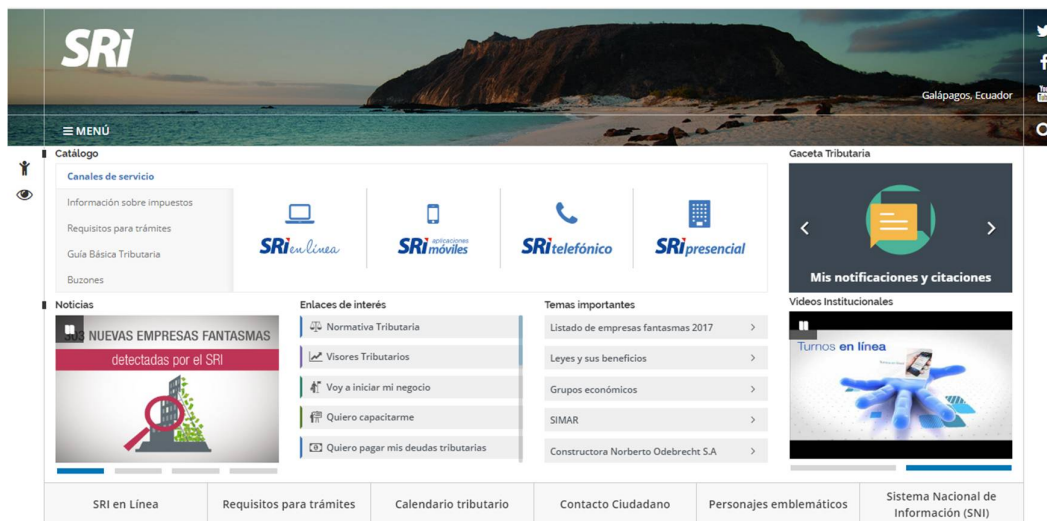 SRi
Galápagos, Ecuador
MENÚ
Catálogo
Canales de servicio
Información sobre impuestos
Requisitos para trámites
Guía Básica Tributaria
Buzones
SRi en línea
SRi aplicaciones móviles
SRi telefónico
SRi presencial
Gaceta Tributaria
Mis notificaciones y citaciones
Noticias
303 NUEVAS EMPRESAS FANTASMAS
detectadas por el SRI
Enlaces de interés
Normativa Tributaria
Visores Tributarios
Voy a iniciar mi negocio
Quiero capacitarme
Quiero pagar mis deudas tributarias
Temas importantes
Listado de empresas fantasmas 2017
Leyes y sus beneficios
Grupos económicos
SIMAR
Constructora Norberto Odebrecht S.A
Videos Institucionales
Turnos en línea
SRI en Línea
Requisitos para trámites
Calendario tributario
Contacto Ciudadano
Personajes emblemáticos
Sistema Nacional de
Información (SNI)